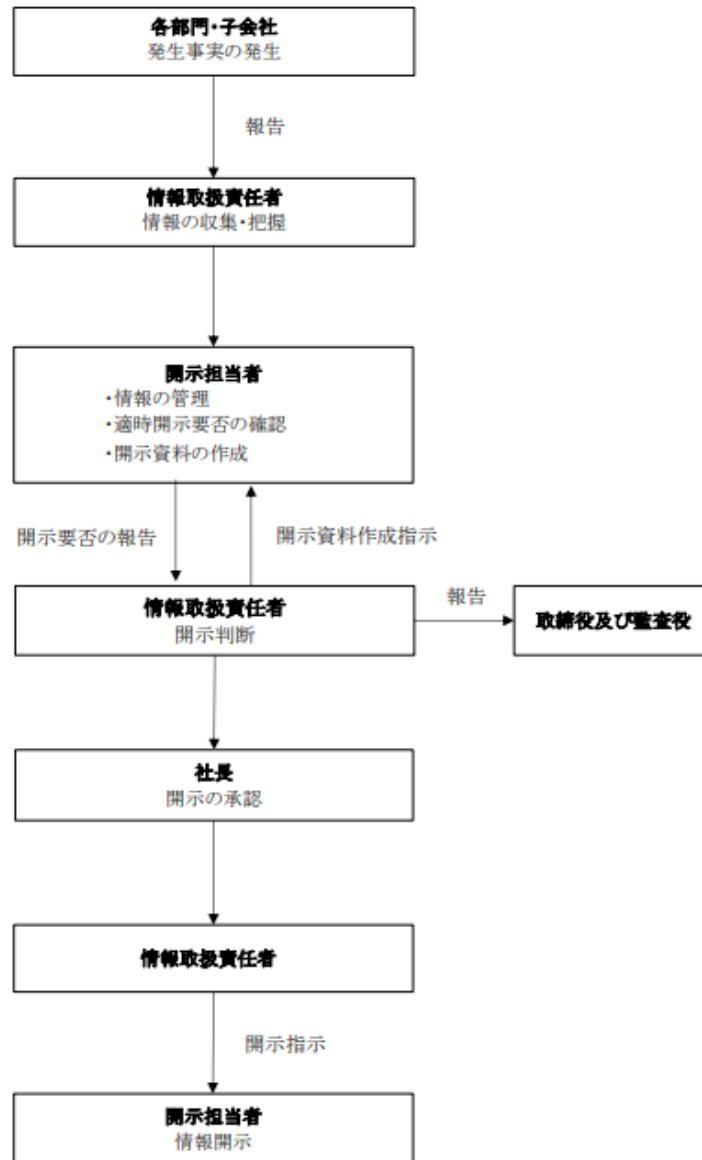 各部門・子会社
発生事実の発生
報告
情報取扱責任者
情報の収集・把握
開示担当者
・情報の管理
・適時開示要否の確認
・開示資料の作成
開示要否の報告
開示資料作成指示
情報取扱責任者
開示判断
報告
取締役及び監査役
社長
開示の承認
情報取扱責任者
開示指示
開示担当者
情報開示